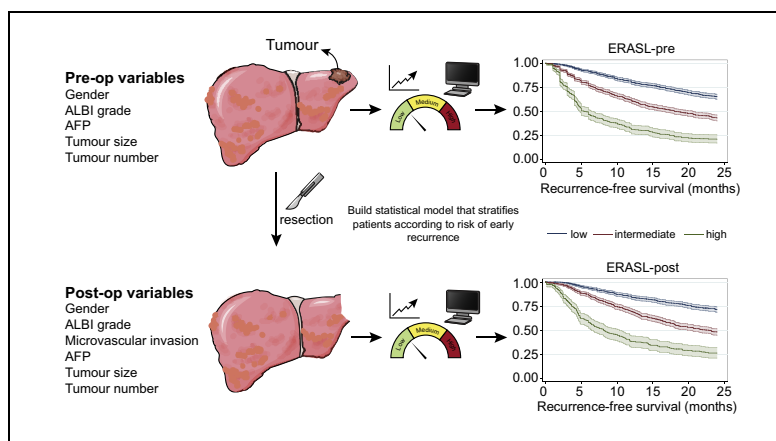 Tumour
Pre-op variables
Gender
ALBI grade
AFP
Tumour size
Tumour number
Low
Medium
High
ERASL-pre
1.00
0.75
0.50
0.25
0.00
0 5 10 15 20 25
Recurrence-free survival (months)
resection
Build statistical model that stratifies
patients according to risk of early
recurrence
low intermediate high
Post-op variables
Gender
ALBI grade
Microvascular invasion
AFP
Tumour size
Tumour number
Low
Medium
High
ERASL-post
1.00
0.75
0.50
0.25
0.00
0 5 10 15 20 25
Recurrence-free survival (months)